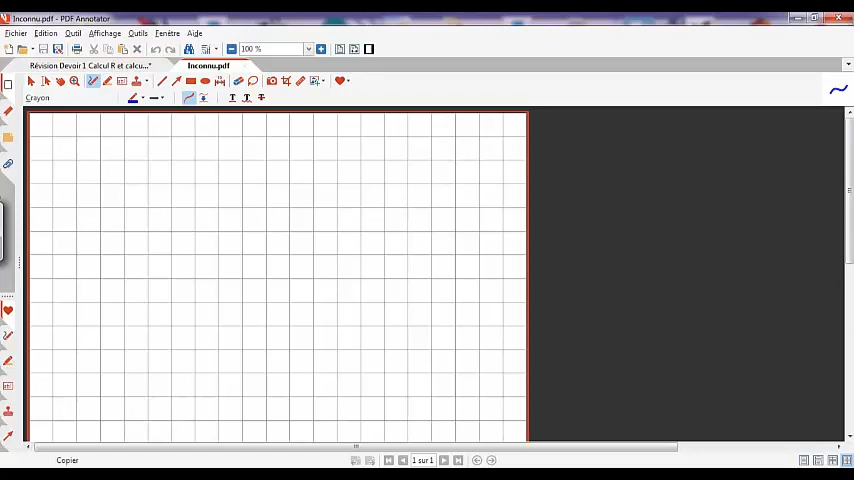 Inconnu.pdf - PDF Annotator
Fichier Edition Outil Affichage Outils Fenêtre Aide
100 %
Révision Devoir 1 Calcul R et calcu...* Inconnu.pdf
Crayon
Copier 1 sur 1